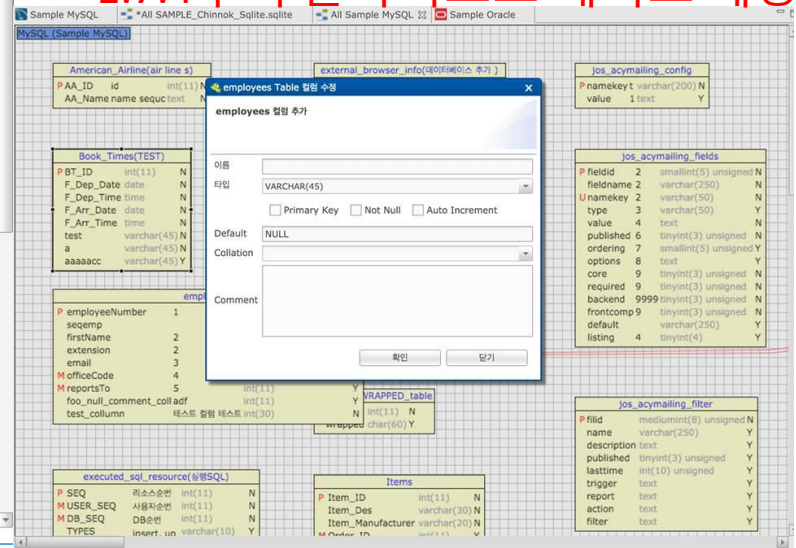 Sample MySQL *All SAMPLE_Chinnok_Sqlite.sqlite All Sample MySQL Sample Oracle
MySQL (Sample MySQL)
American_Airline(air line s)
P AA_ID id int(11) N
AA_Name name sequc text N
external_browser_info(데이터베이스 추가 )
jos_acymailing_config
P namekey t varchar(200) N
value 1 text Y
employees Table 컬럼 수정
employees 컬럼 추가
이름
타입 VARCHAR(45)
Primary Key Not Null Auto Increment
Default NULL
Collation
Comment
확인 닫기
Book_Times(TEST)
P BT_ID int(11) N
F_Dep_Date date N
F_Dep_Time time N
F_Arr_Date date N
F_Arr_Time time N
test varchar(45) N
a varchar(45) N
aaaaacc varchar(45) Y
jos_acymailing_fields
P fieldid 2 smallint(5) unsigned N
fieldname 2 varchar(250) N
U namekey 2 varchar(50) N
type 3 varchar(50) Y
value 4 text N
published 6 tinyint(3) unsigned N
ordering 7 smallint(5) unsigned Y
options 8 text Y
core 9 tinyint(3) unsigned N
required 9 tinyint(3) unsigned N
backend 9999 tinyint(3) unsigned N
frontcomp 9 tinyint(3) unsigned N
default varchar(250) Y
listing 4 tinyint(4) Y
empl
P employeeNumber 1
seqemp
firstName 2
extension 2
email 3
M officeCode 4
M reportsTo 5 int(11) Y
foo_null_comment_coll adf int(11) Y
test_collumn 테스트 컬럼 테스트 int(30) N
WRAPPED_table
int(11) N
wrapped char(60) Y
jos_acymailing_filter
P filid mediumint(8) unsigned N
name varchar(250) Y
description text Y
published tinyint(3) unsigned Y
lasttime int(10) unsigned Y
trigger text Y
report text Y
action text Y
filter text Y
executed_sql_resource(실행SQL)
P SEQ 리소스순번 int(11) N
M USER_SEQ 사용자순번 int(11) N
M DB_SEQ DB순번 int(11) N
TYPES insert, up varchar(10) Y
Items
P Item_ID int(11) N
Item_Des varchar(30) N
Item_Manufacturer varchar(20) N
M Order_ID int(11) Y